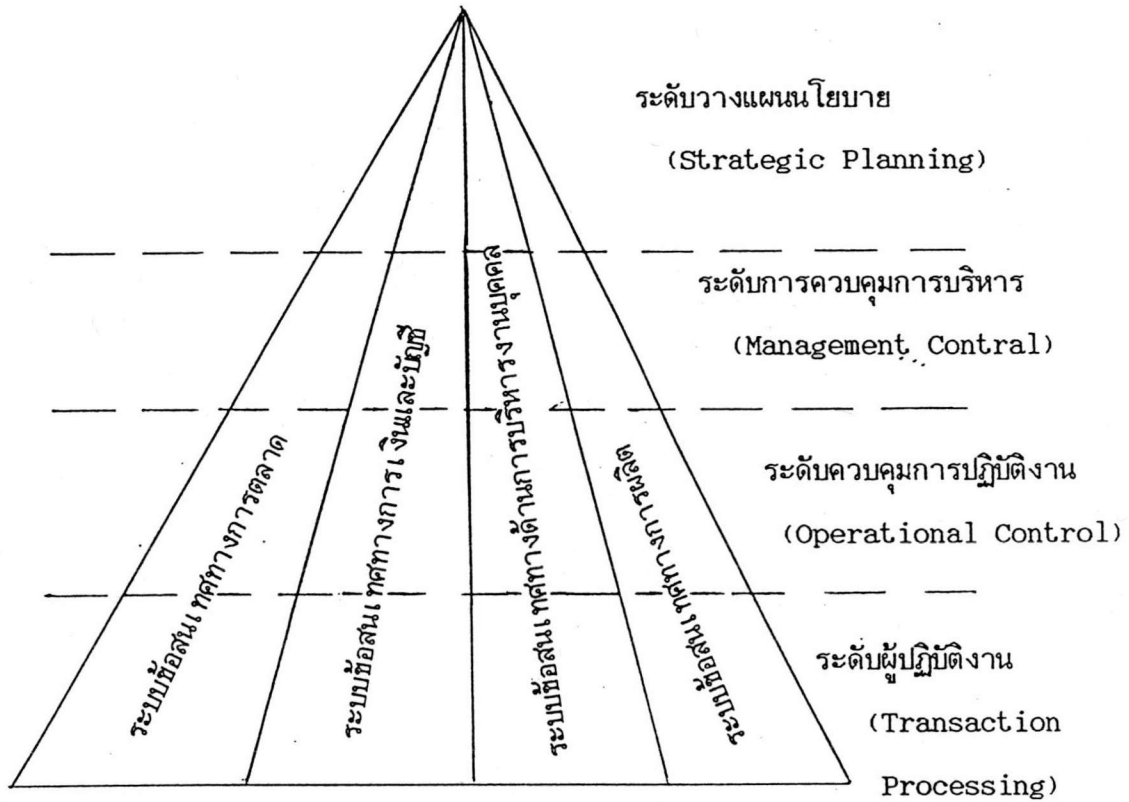 ระดับวางแผนนโยบาย
(Strategic Planning)
ระดับการควบคุมการบริหาร
(Management Contral)
ระดับควบคุมการปฏิบัติงาน
(Operational Control)
ระดับผู้ปฏิบัติงาน
(Transaction
Processing)
ระบบข้อสนเทศทางการตลาด
ระบบข้อสนเทศทางการเงินและบัญชี
ระบบข้อสนเทศทางด้านการบริหารงานบุคคล
ระบบข้อสนเทศทางการผลิต